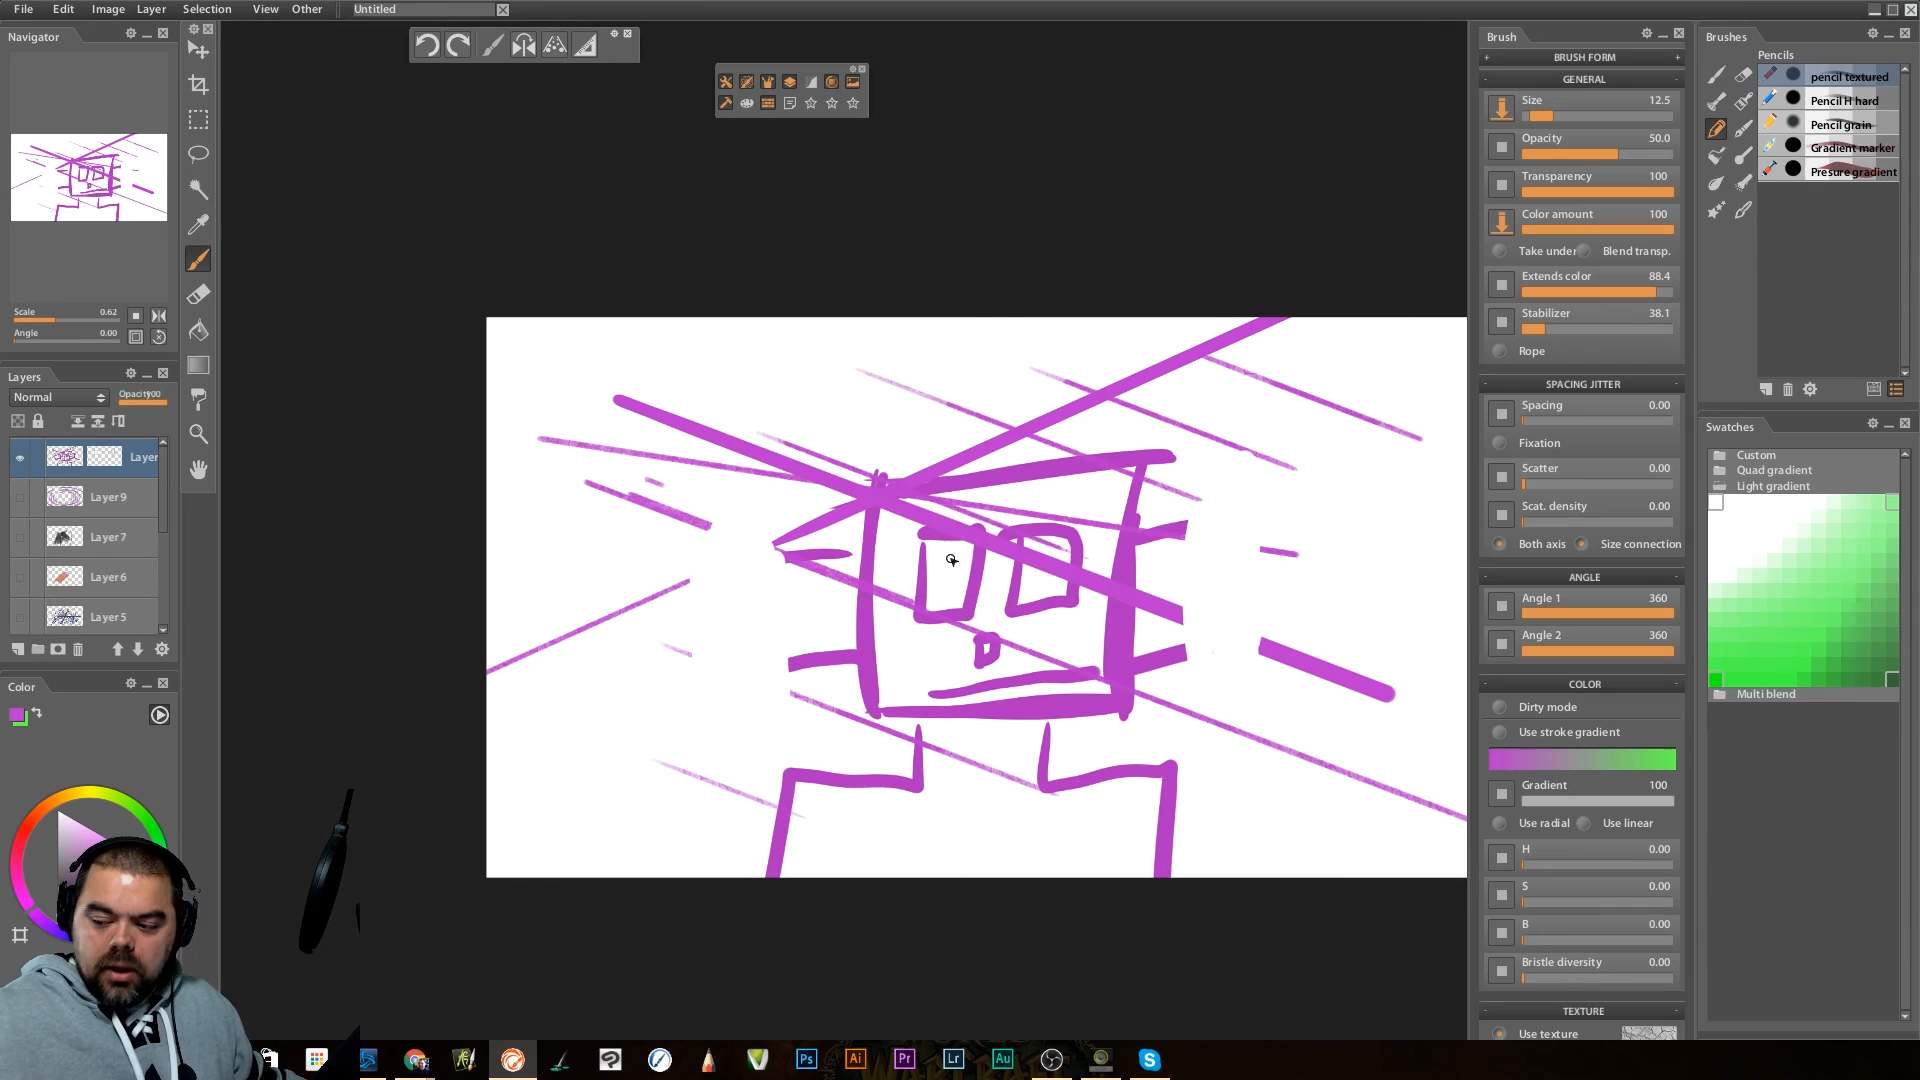 File Edit Image Layer Selection View Other Untitled
Navigator
Scale 0.62
Angle 0.00
Layers
Normal Opacity 100
Layer
Layer 9
Layer 7
Layer 6
Layer 5
Color
Brush
BRUSH FORM
GENERAL
Size 12.5
Opacity 50.0
Transparency 100
Color amount 100
Take under Blend transp.
Extends color 88.4
Stabilizer 38.1
Rope
SPACING JITTER
Spacing 0.00
Fixation
Scatter 0.00
Scat. density 0.00
Both axis Size connection
ANGLE
Angle 1 360
Angle 2 360
COLOR
Dirty mode
Use stroke gradient
Gradient 100
Use radial Use linear
H 0.00
S 0.00
B 0.00
Bristle diversity 0.00
TEXTURE
Use texture
Brushes
Pencils
pencil textured
Pencil H hard
Pencil grain
Gradient marker
Presure gradient
Swatches
Custom
Quad gradient
Light gradient
Multi blend
Ps Ai Pr Lr Au